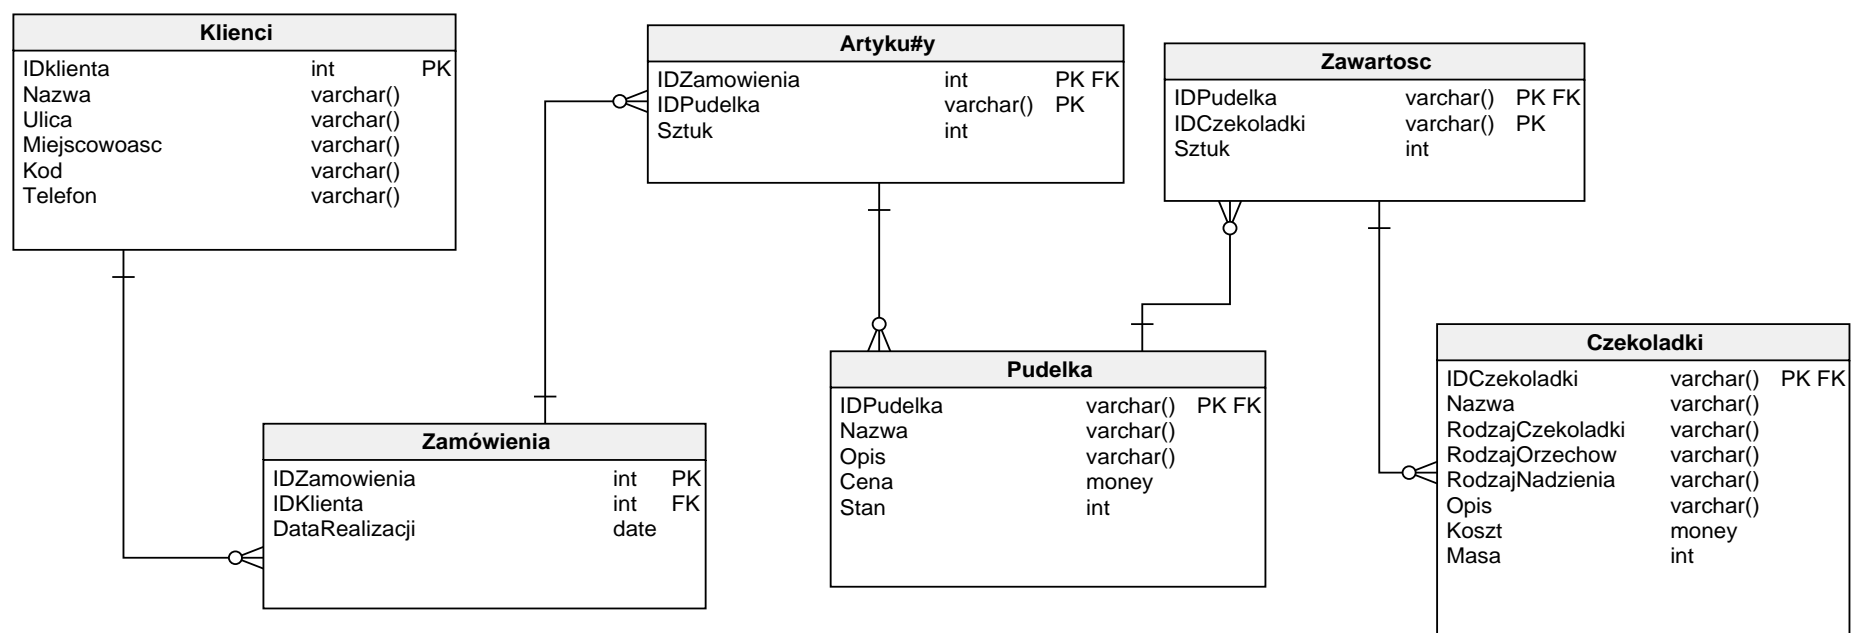 Klienci
IDklienta int PK
Nazwa varchar()
Ulica varchar()
Miejscowoasc varchar()
Kod varchar()
Telefon varchar()
Artyku#y
IDZamowienia int PK FK
IDPudelka varchar() PK
Sztuk int
Zawartosc
IDPudelka varchar() PK FK
IDCzekoladki varchar() PK
Sztuk int
Zamówienia
IDZamowienia int PK
IDKlienta int FK
DataRealizacji date
Pudelka
IDPudelka varchar() PK FK
Nazwa varchar()
Opis varchar()
Cena money
Stan int
Czekoladki
IDCzekoladki varchar() PK FK
Nazwa varchar()
RodzajCzekoladki varchar()
RodzajOrzechow varchar()
RodzajNadzienia varchar()
Opis varchar()
Koszt money
Masa int